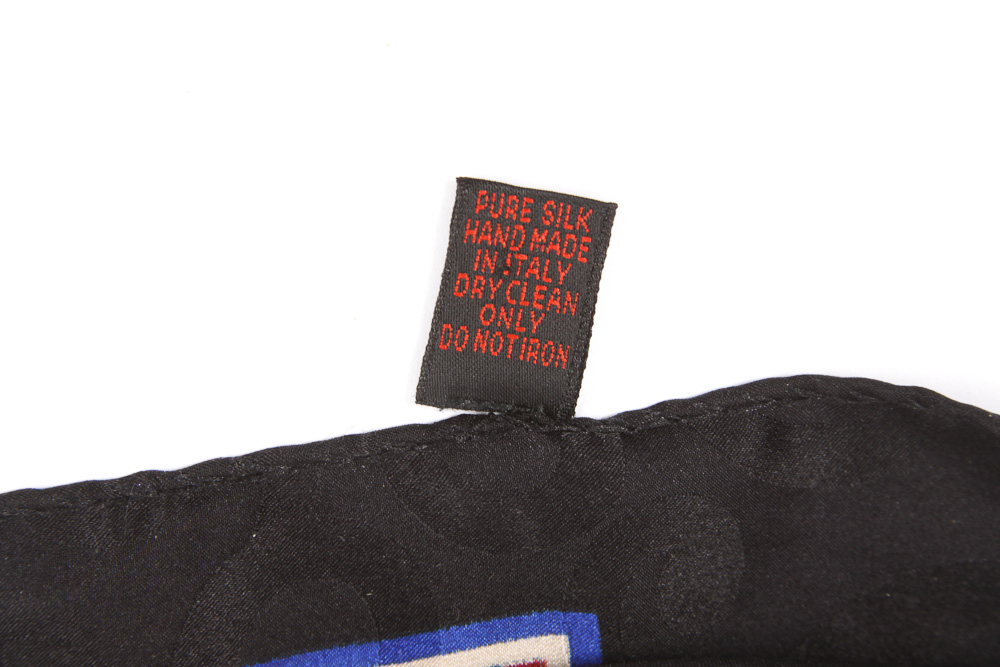 PURE SILK
HAND MADE
IN ITALY
DRY CLEAN
ONLY
DO NOT IRON